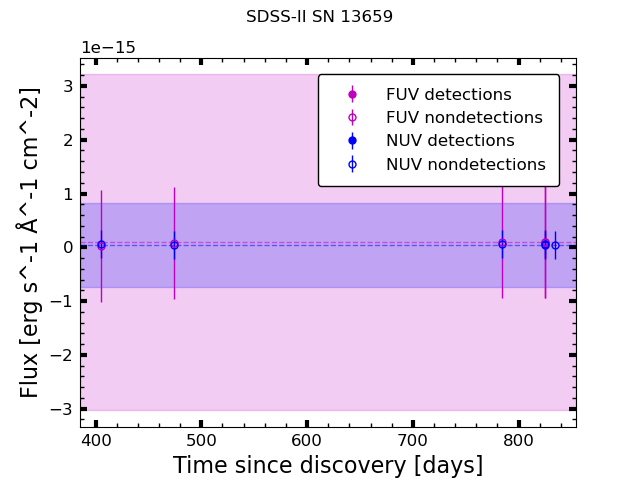 SDSS-II SN 13659
1e−15
FUV detections
FUV nondetections
NUV detections
NUV nondetections
3
2
1
0
−1
−2
−3
Flux [erg s^-1 Å^-1 cm^-2]
400 500 600 700 800
Time since discovery [days]